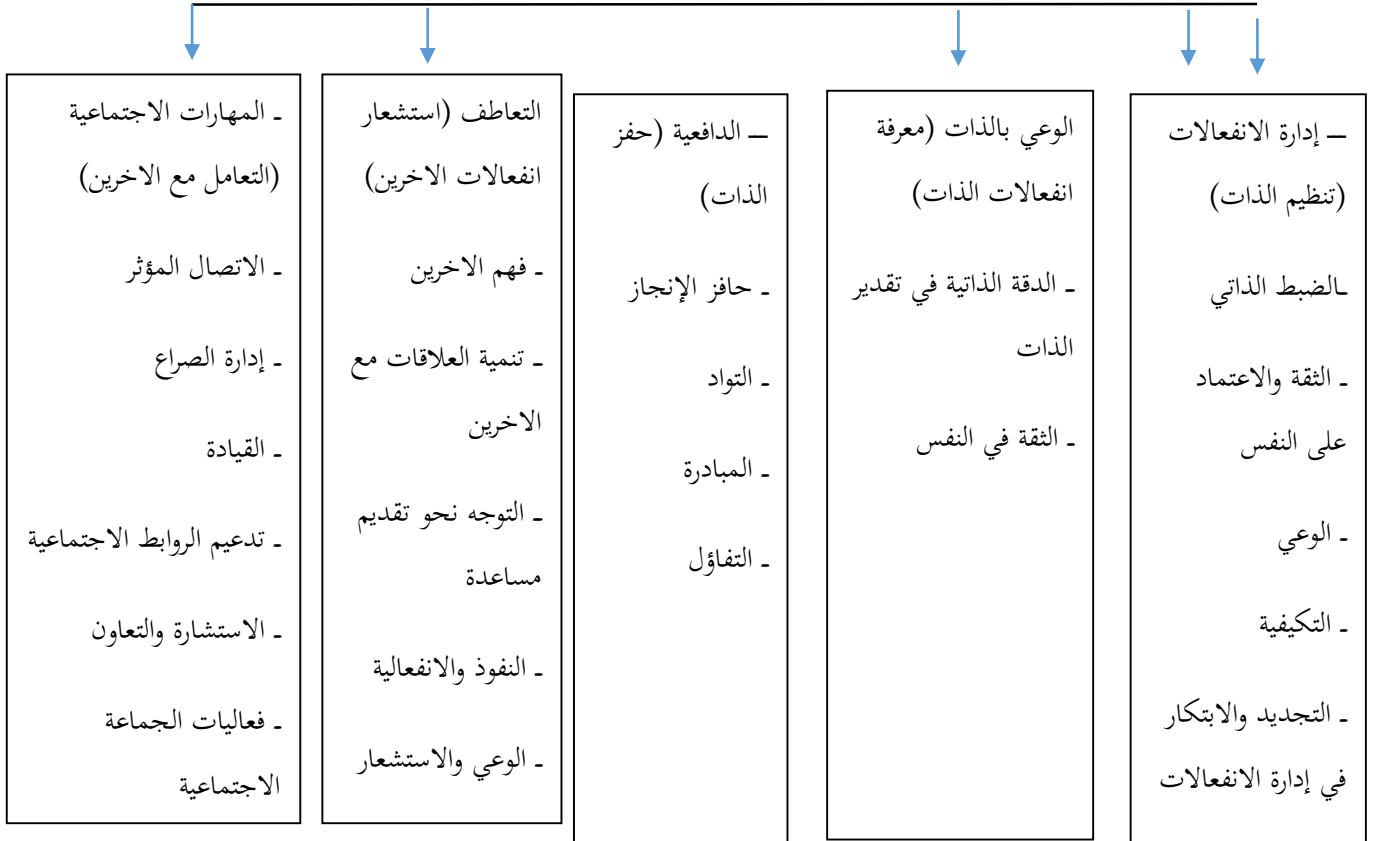 ـــ إدارة الانفعالات
(تنظيم الذات)
ـالضبط الذاتي
ـ الثقة والاعتماد
على النفس
ـ الوعي
ـ التكيفية
ـ التجديد والابتكار
في إدارة الانفعالات
الوعي بالذات (معرفة
انفعالات الذات)
ـ الدقة الذاتية في تقدير
الذات
ـ الثقة في النفس
ـــ الدافعية (حفز
الذات)
ـ حافز الإنجاز
ـ التواد
ـ المبادرة
ـ التفاؤل
التعاطف (استشعار
انفعالات الاخرين)
ـ فهم الاخرين
ـ تنمية العلاقات مع
الاخرين
ـ التوجه نحو تقديم
مساعدة
ـ النفوذ والانفعالية
ـ الوعي والاستشعار
ـ المهارات الاجتماعية
(التعامل مع الاخرين)
ـ الاتصال المؤثر
ـ إدارة الصراع
ـ القيادة
ـ تدعيم الروابط الاجتماعية
ـ الاستشارة والتعاون
ـ فعاليات الجماعة
الاجتماعية